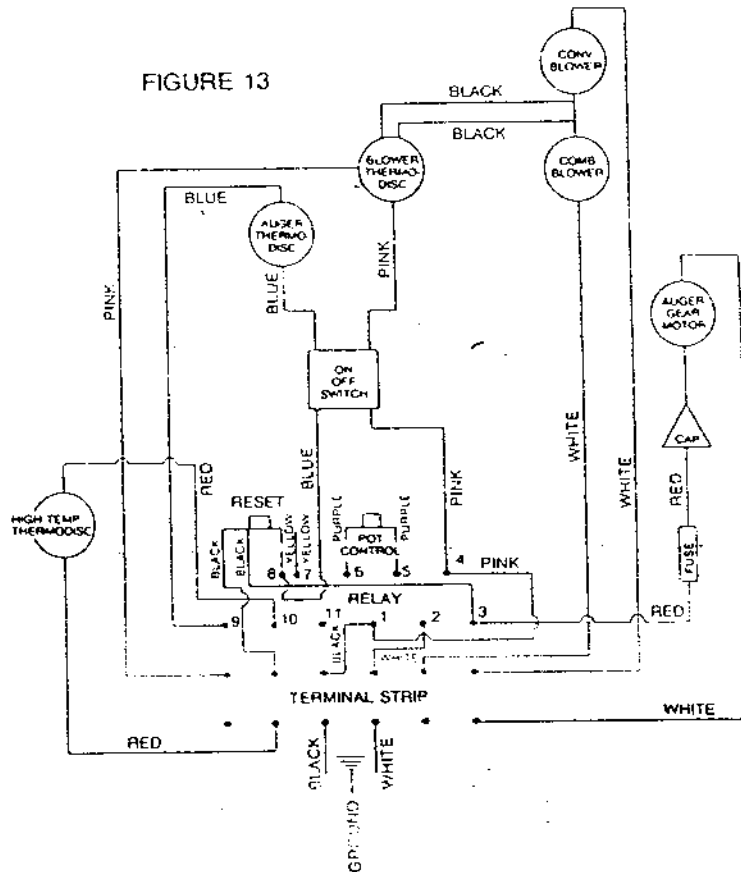 FIGURE 13
CONV
BLOWER
BLACK
BLACK
BLOWER
THERMO-
DISC
COMB
BLOWER
BLUE
AUGER
THERMO-
DISC
PINK
BLUE
PINK
AUGER
GEAR
MOTOR
ON
OFF
SWITCH
CAP
WHITE
WHITE
RED
RED
BLUE
PINK
HIGH TEMP
THERMODISC
RESET
BLACK
BLACK
YELLOW
YELLOW
PURPLE
PURPLE
POT
CONTROL
FUSE
8 7 6 5 4
PINK
RELAY
9 10 11 1 2 3
RED
BLACK
WHITE
TERMINAL STRIP
WHITE
RED
BLACK
WHITE
GROUND